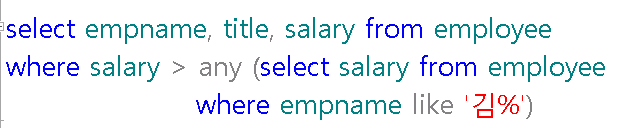 select empname, title, salary from employee
where salary > any (select salary from employee
where empname like '김%')